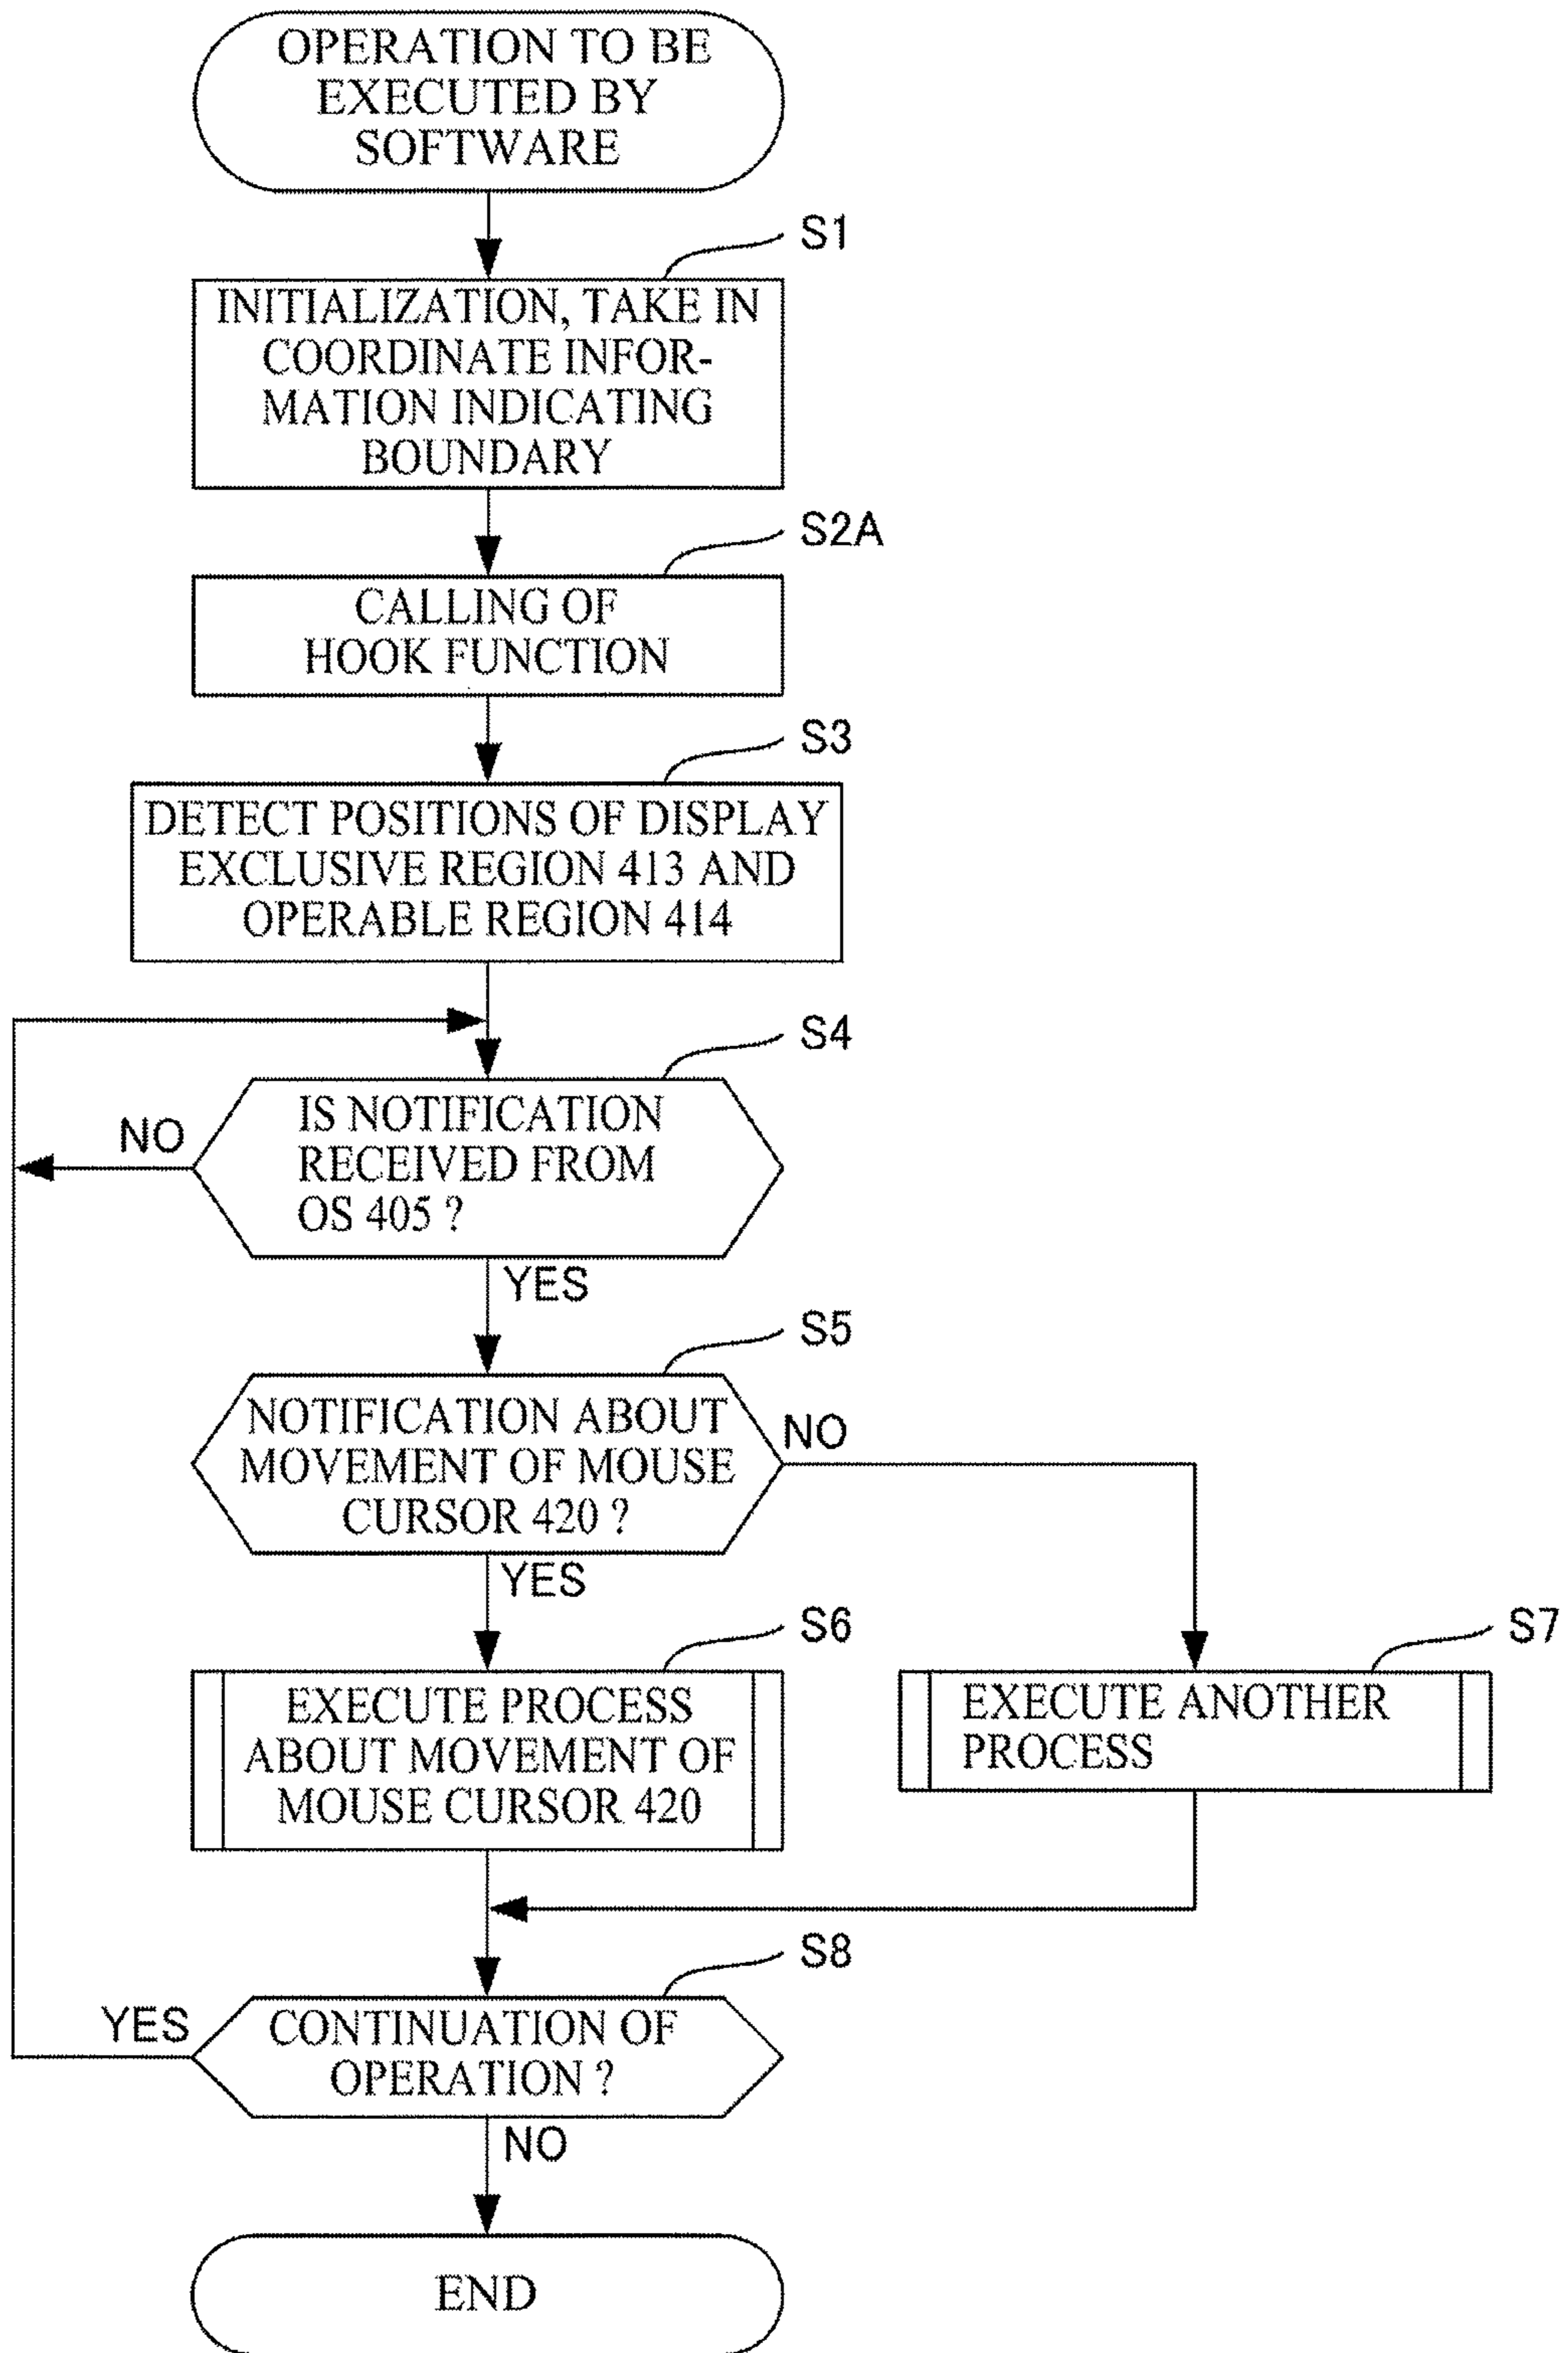 OPERATION TO BE
EXECUTED BY
SOFTWARE
S1
INITIALIZATION, TAKE IN
COORDINATE INFOR-
MATION INDICATING
BOUNDARY
S2A
CALLING OF
HOOK FUNCTION
S3
DETECT POSITIONS OF DISPLAY
EXCLUSIVE REGION 413 AND
OPERABLE REGION 414
S4
IS NOTIFICATION
RECEIVED FROM
OS 405 ?
NO
YES
S5
NOTIFICATION ABOUT
MOVEMENT OF MOUSE
CURSOR 420 ?
NO
YES
S6
EXECUTE PROCESS
ABOUT MOVEMENT OF
MOUSE CURSOR 420
S7
EXECUTE ANOTHER
PROCESS
S8
CONTINUATION OF
OPERATION ?
YES
NO
END